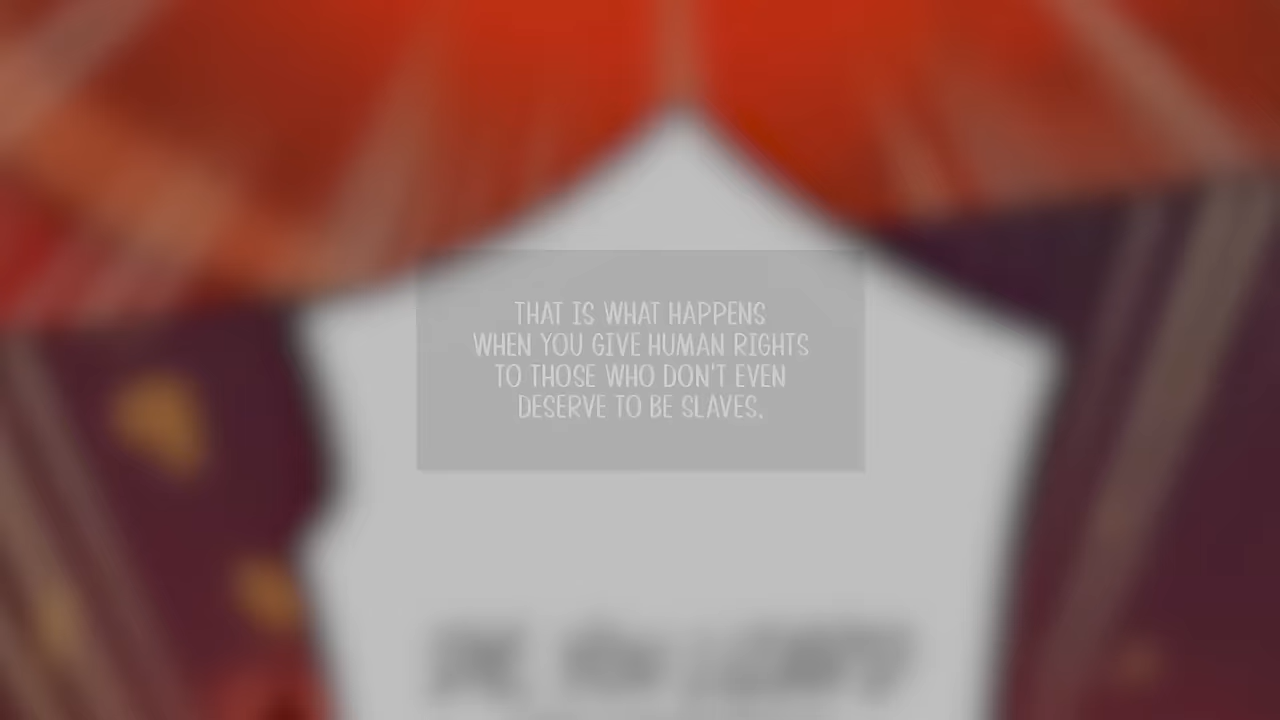 THAT IS WHAT HAPPENS
WHEN YOU GIVE HUMAN RIGHTS
TO THOSE WHO DON'T EVEN
DESERVE TO BE SLAVES.